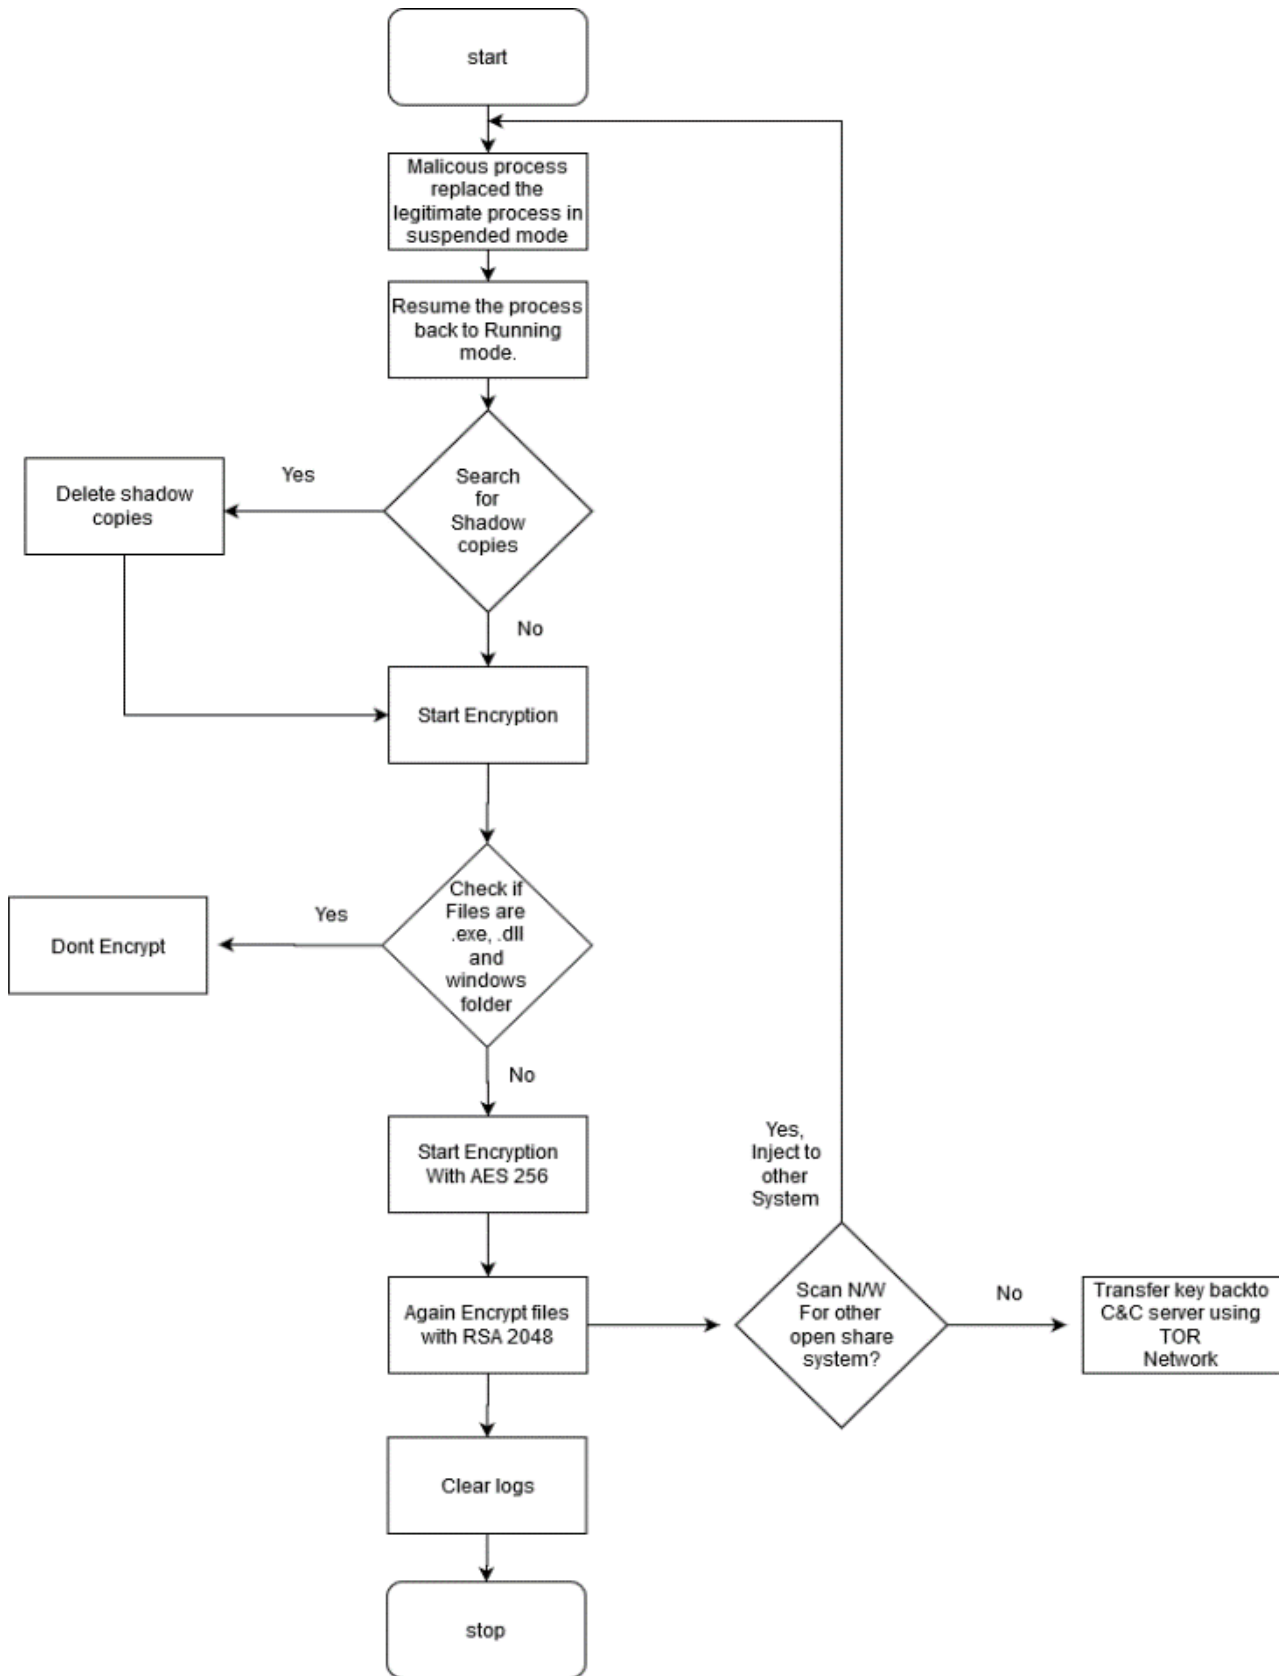 start
Malicous process
replaced the
legitimate process in
suspended mode
Resume the process
back to Running
mode.
Search
for
Shadow
copies
Yes
Delete shadow
copies
No
Start Encryption
Check if
Files are
.exe, .dll
and
windows
folder
Yes
Dont Encrypt
No
Start Encryption
With AES 256
Again Encrypt files
with RSA 2048
Scan N/W
For other
open share
system?
Yes,
Inject to
other
System
No
Transfer key backto
C&C server using
TOR
Network
Clear logs
stop